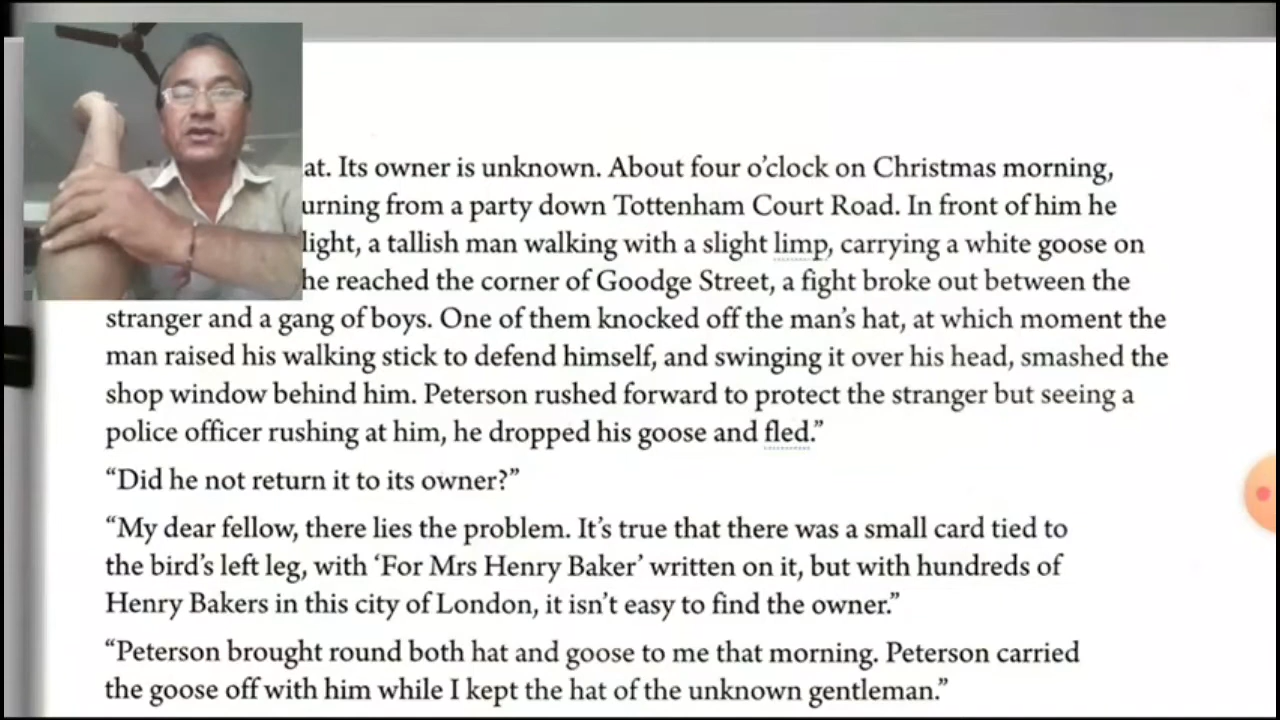 at. Its owner is unknown. About four o’clock on Christmas morning,
urning from a party down Tottenham Court Road. In front of him he
light, a tallish man walking with a slight limp, carrying a white goose on
he reached the corner of Goodge Street, a fight broke out between the
stranger and a gang of boys. One of them knocked off the man’s hat, at which moment the
man raised his walking stick to defend himself, and swinging it over his head, smashed the
shop window behind him. Peterson rushed forward to protect the stranger but seeing a
police officer rushing at him, he dropped his goose and fled.”
“Did he not return it to its owner?”
“My dear fellow, there lies the problem. It’s true that there was a small card tied to
the bird’s left leg, with ‘For Mrs Henry Baker’ written on it, but with hundreds of
Henry Bakers in this city of London, it isn’t easy to find the owner.”
“Peterson brought round both hat and goose to me that morning. Peterson carried
the goose off with him while I kept the hat of the unknown gentleman.”